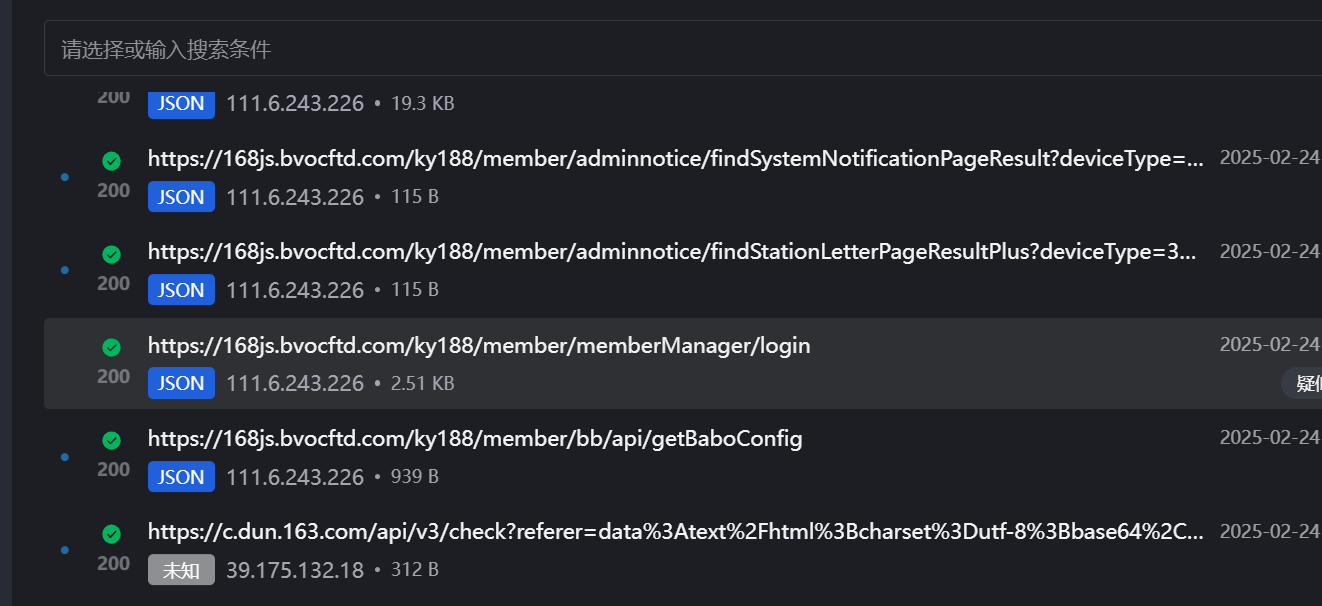 请选择或输入搜索条件
200 JSON 111.6.243.226 • 19.3 KB
https://168js.bvocftd.com/ky188/member/adminnotice/findSystemNotificationPageResult?deviceType=... 2025-02-24
200 JSON 111.6.243.226 • 115 B
https://168js.bvocftd.com/ky188/member/adminnotice/findStationLetterPageResultPlus?deviceType=3... 2025-02-24
200 JSON 111.6.243.226 • 115 B
https://168js.bvocftd.com/ky188/member/memberManager/login 2025-02-24
200 JSON 111.6.243.226 • 2.51 KB 疑似
https://168js.bvocftd.com/ky188/member/bb/api/getBaboConfig 2025-02-24
200 JSON 111.6.243.226 • 939 B
https://c.dun.163.com/api/v3/check?referer=data%3Atext%2Fhtml%3Bcharset%3Dutf-8%3Bbase64%2C... 2025-02-24
200 未知 39.175.132.18 • 312 B